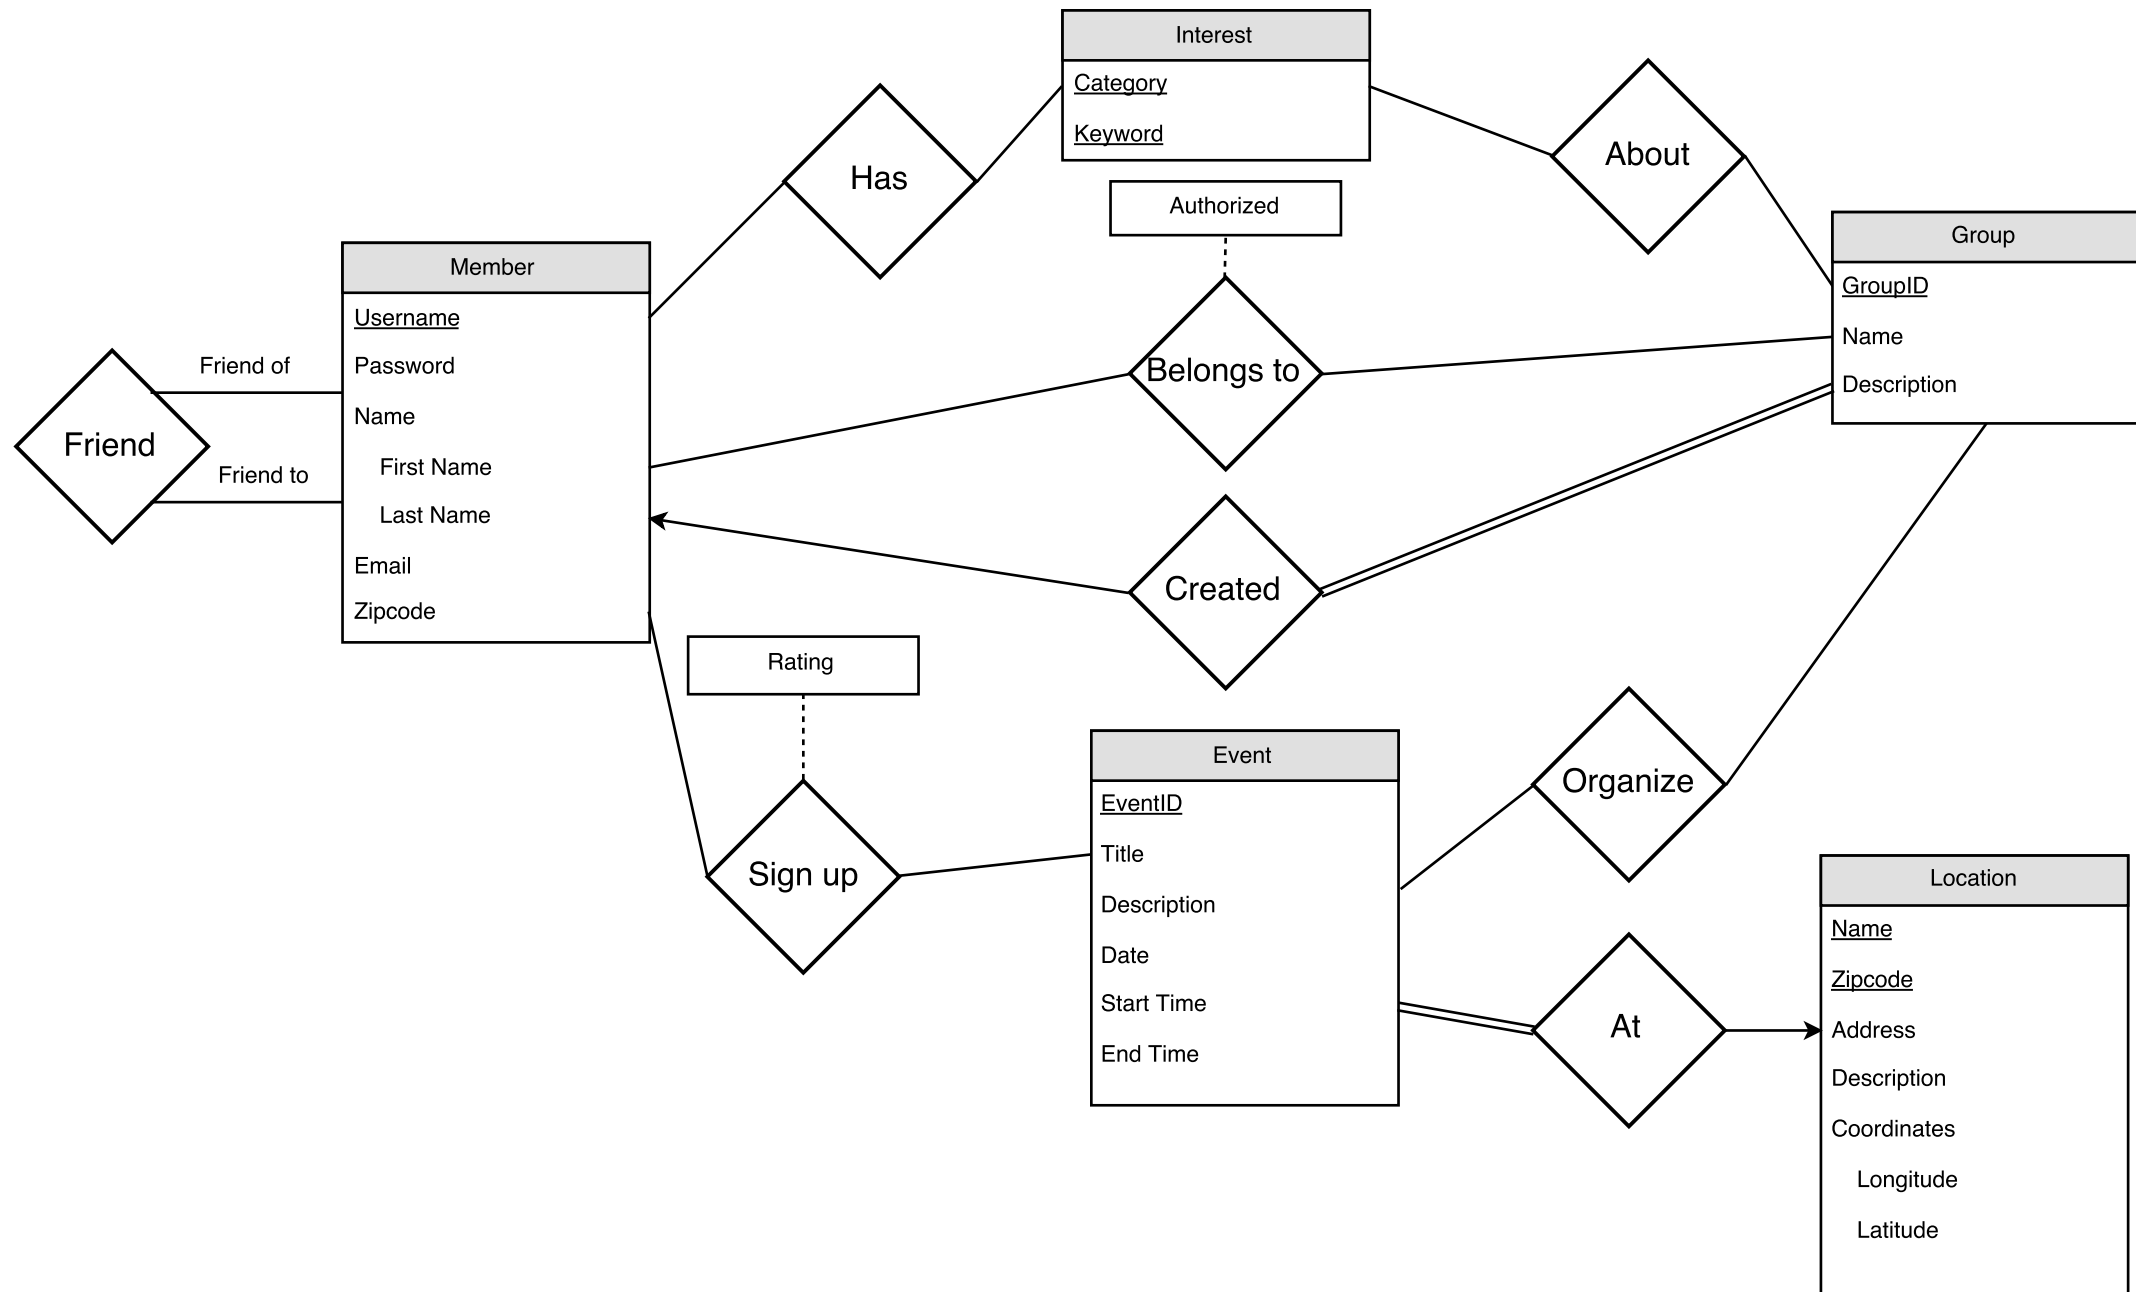 Interest
Category
Keyword
Has
About
Authorized
Group
GroupID
Name
Description
Member
Username
Password
Name
First Name
Last Name
Email
Zipcode
Friend of
Friend
Friend to
Belongs to
Created
Rating
Sign up
Event
EventID
Title
Description
Date
Start Time
End Time
Organize
At
Location
Name
Zipcode
Address
Description
Coordinates
Longitude
Latitude